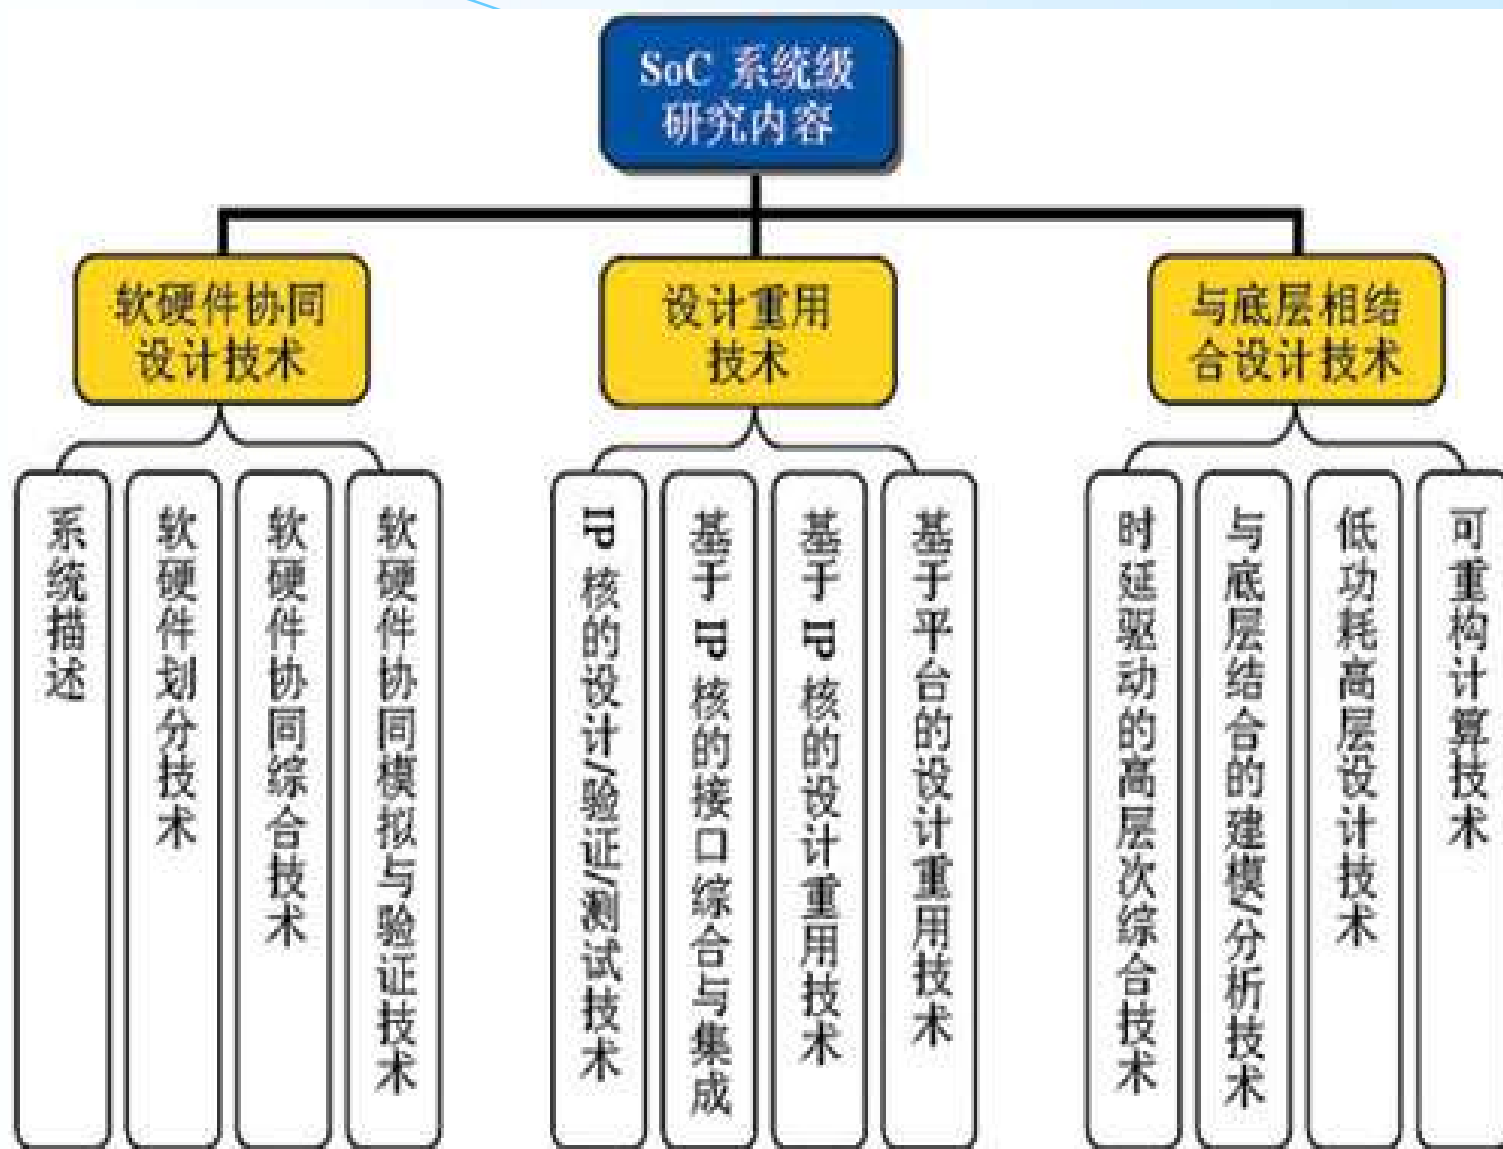 SoC 系统级
研究内容
软硬件协同
设计技术
设计重用
技术
与底层相结
合设计技术
系统描述
软硬件划分技术
软硬件协同综合技术
软硬件协同模拟与验证技术
IP 核的设计/验证/测试技术
基于 IP 核的接口综合与集成
基于 IP 核的设计重用技术
基于平台的设计重用技术
时延驱动的高层次综合技术
与底层结合的建模/分析技术
低功耗高层设计技术
可重构计算技术